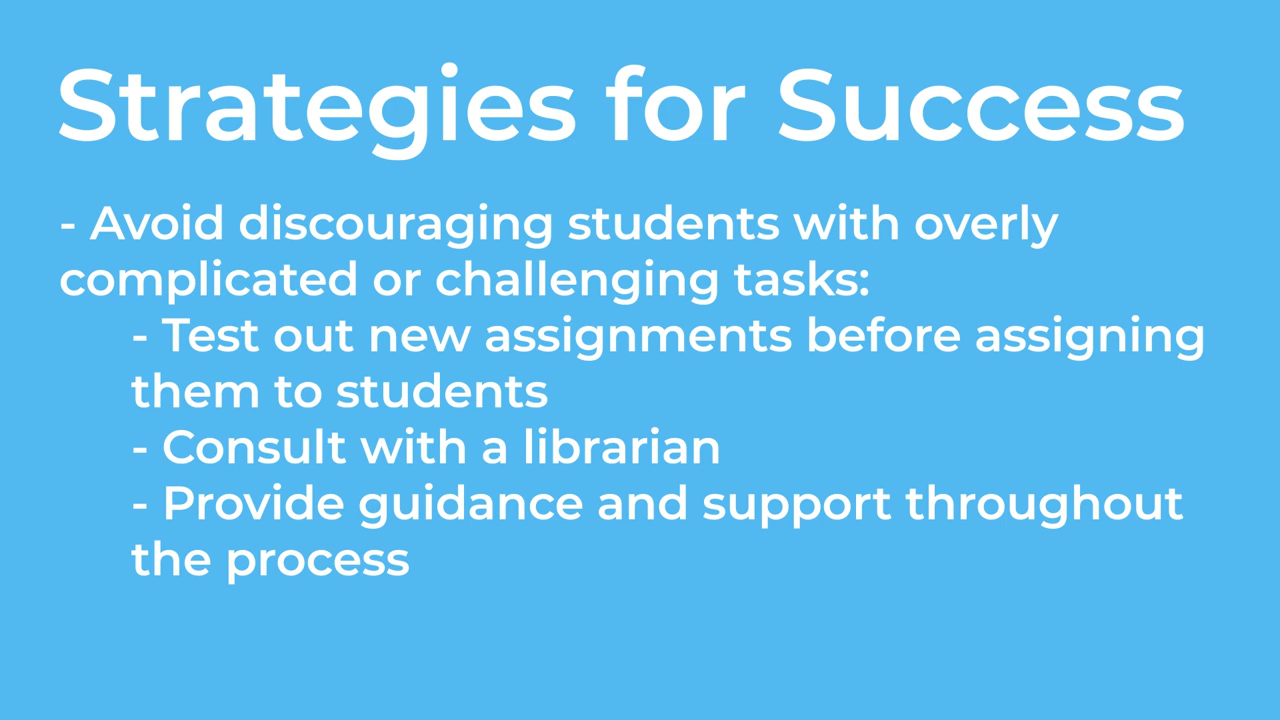 Strategies for Success
- Avoid discouraging students with overly
complicated or challenging tasks:
- Test out new assignments before assigning
them to students
- Consult with a librarian
- Provide guidance and support throughout
the process